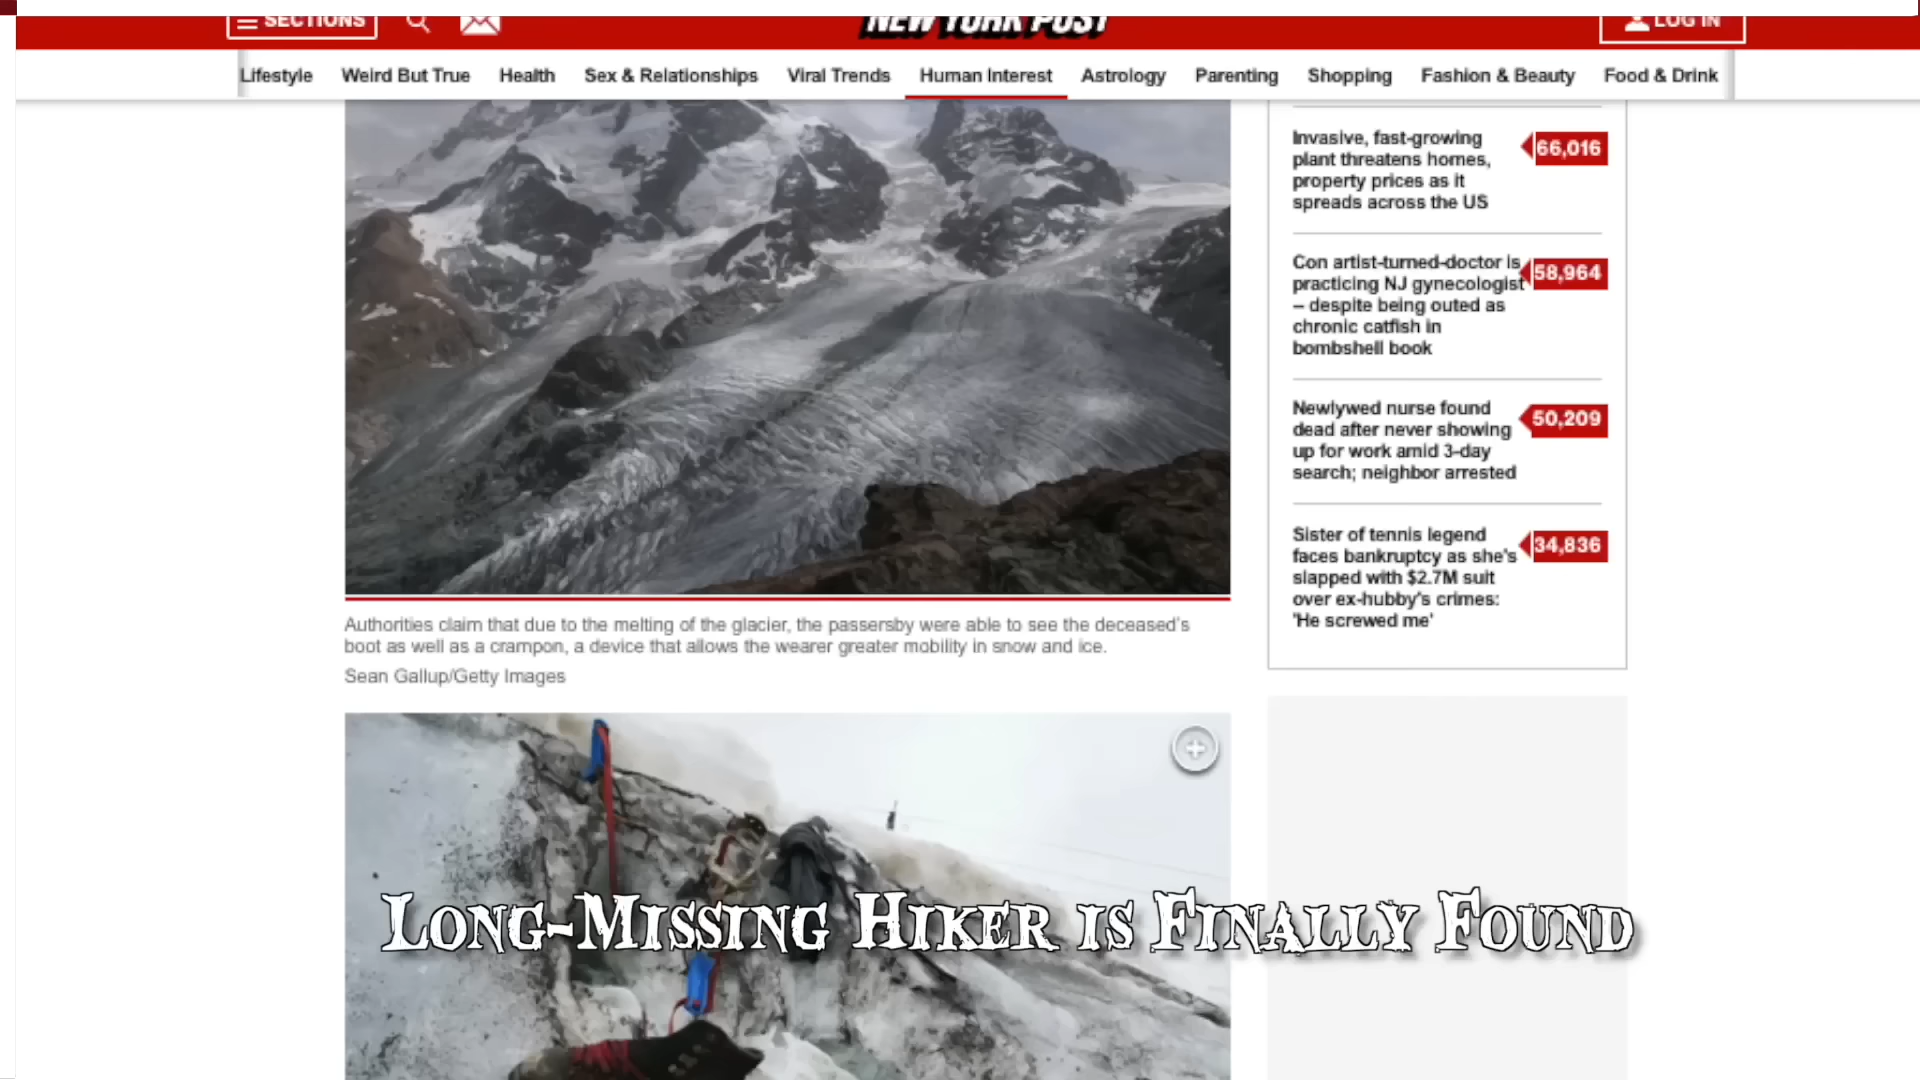 SECTIONS
NEW YORK POST
LOG IN
Lifestyle Weird But True Health Sex & Relationships Viral Trends Human Interest Astrology Parenting Shopping Fashion & Beauty Food & Drink
Invasive, fast-growing
plant threatens homes,
property prices as it
spreads across the US
66,016
Con artist-turned-doctor is
practicing NJ gynecologist
– despite being outed as
chronic catfish in
bombshell book
58,964
Newlywed nurse found
dead after never showing
up for work amid 3-day
search; neighbor arrested
50,209
Sister of tennis legend
faces bankruptcy as she's
slapped with $2.7M suit
over ex-hubby's crimes:
'He screwed me'
34,836
Authorities claim that due to the melting of the glacier, the passersby were able to see the deceased's
boot as well as a crampon, a device that allows the wearer greater mobility in snow and ice.
Sean Gallup/Getty Images
Long-Missing Hiker is Finally Found